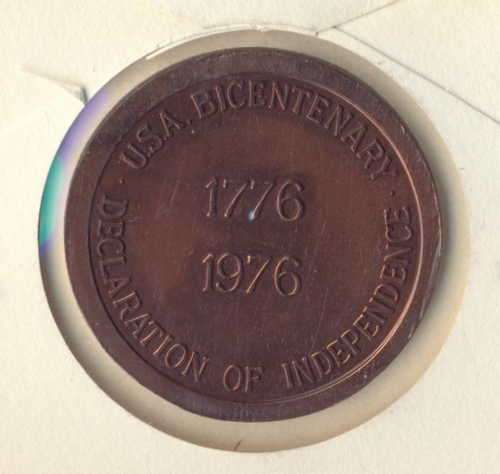 · U.S.A. BICENTENARY ·
1776
1976
DECLARATION OF INDEPENDENCE